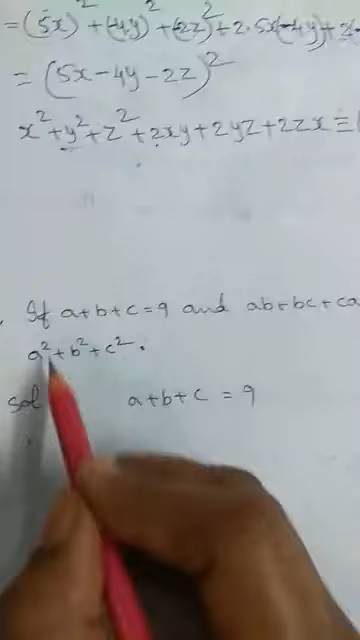 =(5x)²+(-4y)²+(-2z)²+2.5x(-4y)+2
=(5x-4y-2z)²
x²+y²+z²+2xy+2yz+2zx≡
If a+b+c=9 and ab+bc+ca
a²+b²+c².
Sol a+b+c = 9